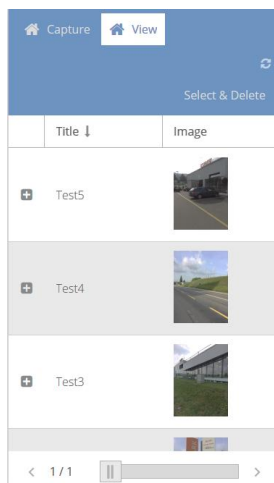 Capture View
Select & Delete
Title ↓ Image
Test5
Test4
Test3
< 1 / 1 >